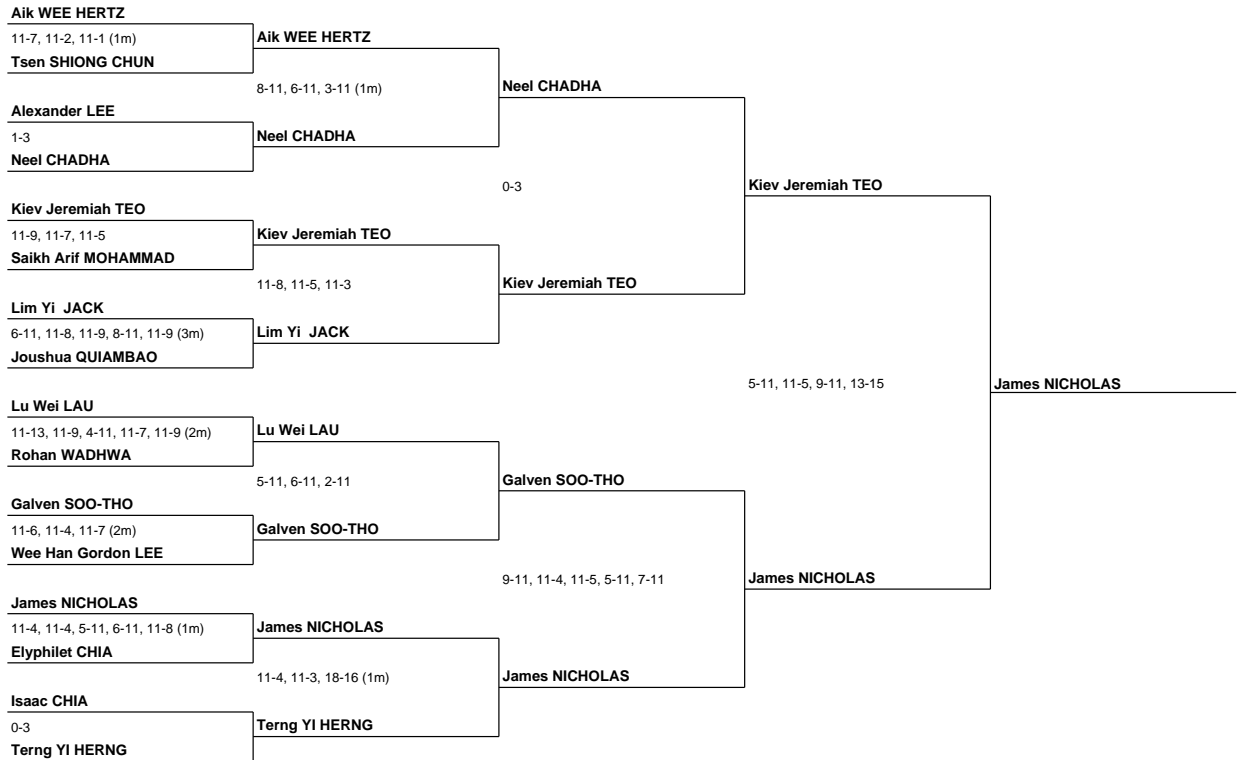 Aik WEE HERTZ
11-7, 11-2, 11-1 (1m)
Tsen SHIONG CHUN
Alexander LEE
1-3
Neel CHADHA
Kiev Jeremiah TEO
11-9, 11-7, 11-5
Saikh Arif MOHAMMAD
Lim Yi  JACK
6-11, 11-8, 11-9, 8-11, 11-9 (3m)
Joushua QUIAMBAO
Lu Wei LAU
11-13, 11-9, 4-11, 11-7, 11-9 (2m)
Rohan WADHWA
Galven SOO-THO
11-6, 11-4, 11-7 (2m)
Wee Han Gordon LEE
James NICHOLAS
11-4, 11-4, 5-11, 6-11, 11-8 (1m)
Elyphilet CHIA
Isaac CHIA
0-3
Terng YI HERNG
Aik WEE HERTZ
8-11, 6-11, 3-11 (1m)
Neel CHADHA
Kiev Jeremiah TEO
11-8, 11-5, 11-3
Lim Yi  JACK
Lu Wei LAU
5-11, 6-11, 2-11
Galven SOO-THO
James NICHOLAS
11-4, 11-3, 18-16 (1m)
Terng YI HERNG
Neel CHADHA
0-3
Kiev Jeremiah TEO
Galven SOO-THO
9-11, 11-4, 11-5, 5-11, 7-11
James NICHOLAS
Kiev Jeremiah TEO
5-11, 11-5, 9-11, 13-15
James NICHOLAS
James NICHOLAS